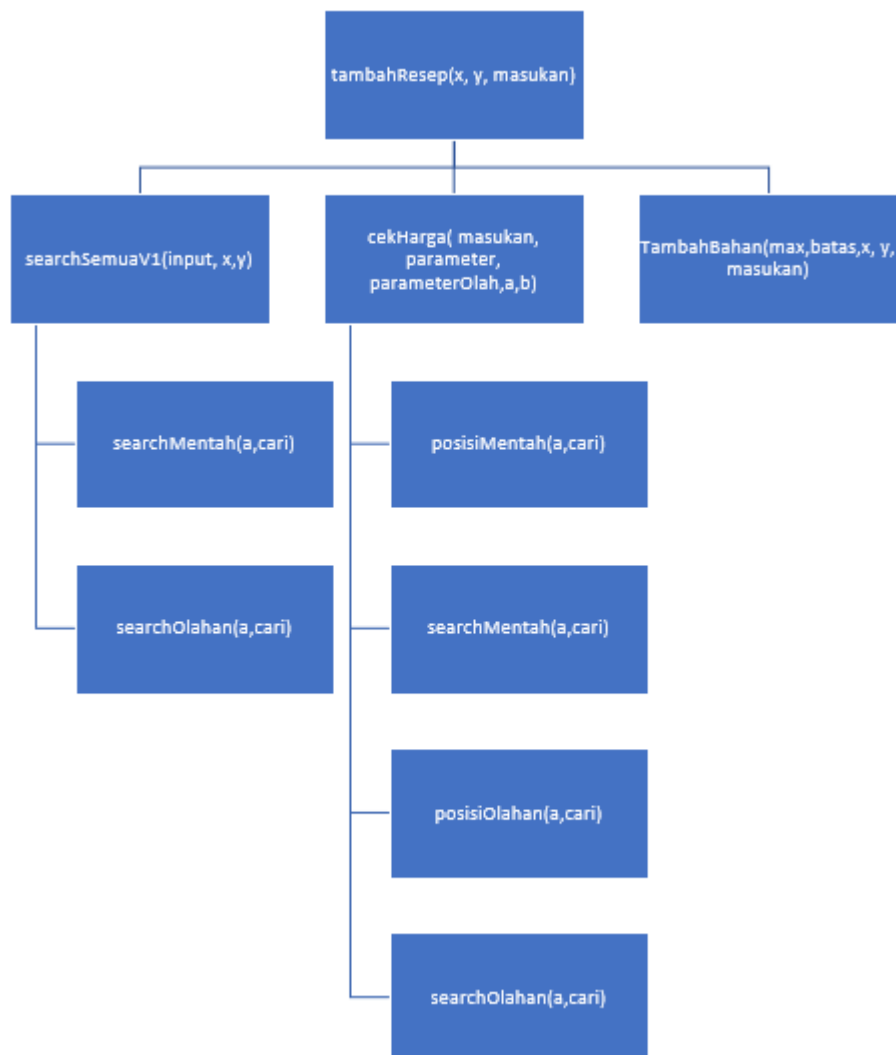 tambahResep(x, y, masukan)
searchSemuaV1(input, x,y)
cekHarga( masukan,
parameter,
parameterOlah,a,b)
TambahBahan(max,batas,x, y,
masukan)
searchMentah(a,cari)
searchOlahan(a,cari)
posisiMentah(a,cari)
searchMentah(a,cari)
posisiOlahan(a,cari)
searchOlahan(a,cari)